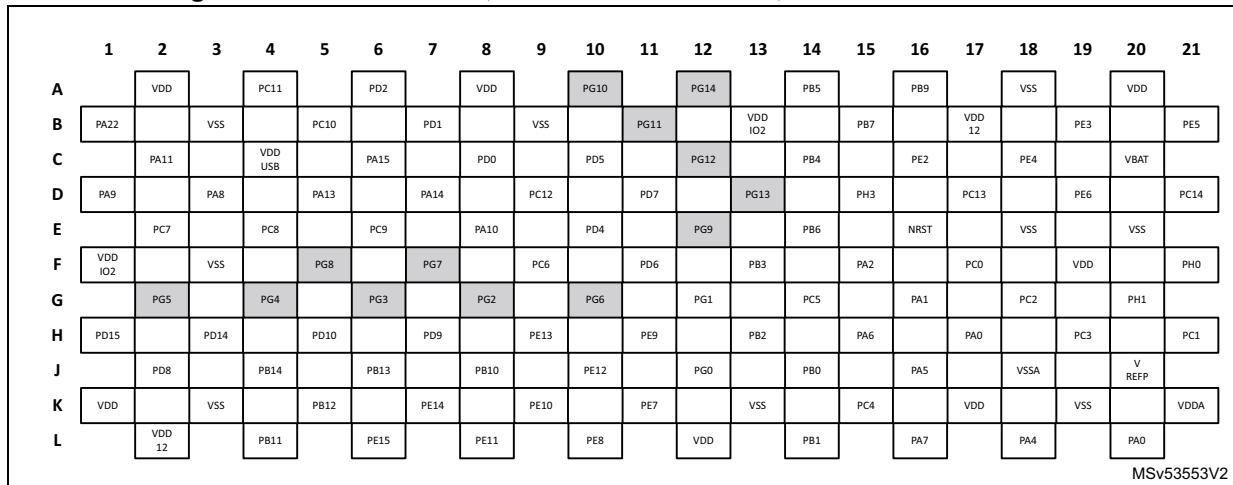 1 2 3 4 5 6 7 8 9 10 11 12 13 14 15 16 17 18 19 20 21
A VDD PC11 PD2 VDD PG10 PG14 PB5 PB9 VSS VDD
B PA22 VSS PC10 PD1 VSS PG11 VDD IO2 PB7 VDD 12 PE3 PE5
C PA11 VDD USB PA15 PD0 PD5 PG12 PB4 PE2 PE4 VBAT
D PA9 PA8 PA13 PA14 PC12 PD7 PG13 PH3 PC13 PE6 PC14
E PC7 PC8 PC9 PA10 PD4 PG9 PB6 NRST VSS VSS
F VDD IO2 VSS PG8 PG7 PC6 PD6 PB3 PA2 PC0 VDD PH0
G PG5 PG4 PG3 PG2 PG6 PG1 PC5 PA1 PC2 PH1
H PD15 PD14 PD10 PD9 PE13 PE9 PB2 PA6 PA0 PC3 PC1
J PD8 PB14 PB13 PB10 PE12 PG0 PB0 PA5 VSSA V REFP
K VDD VSS PB12 PE14 PE10 PE7 VSS PC4 VDD VSS VDDA
L VDD 12 PB11 PE15 PE11 PE8 VDD PB1 PA7 PA4 PA0
MSv53553V2